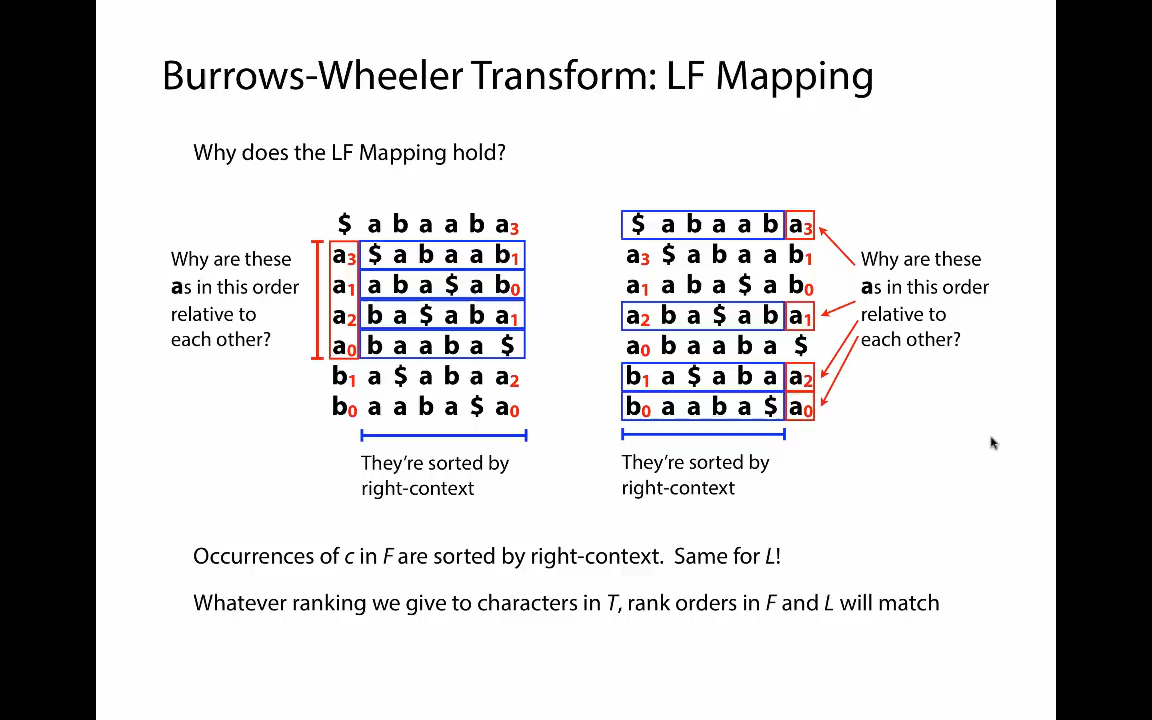 Burrows-Wheeler Transform: LF Mapping
Why does the LF Mapping hold?
Why are these
as in this order
relative to
each other?
$ a b a a b a3
a3 $ a b a a b1
a1 a b a $ a b0
a2 b a $ a b a1
a0 b a a b a $
b1 a $ a b a a2
b0 a a b a $ a0
They're sorted by
right-context
$ a b a a b a3
a3 $ a b a a b1
a1 a b a $ a b0
a2 b a $ a b a1
a0 b a a b a $
b1 a $ a b a a2
b0 a a b a $ a0
They're sorted by
right-context
Why are these
as in this order
relative to
each other?
Occurrences of c in F are sorted by right-context. Same for L!
Whatever ranking we give to characters in T, rank orders in F and L will match